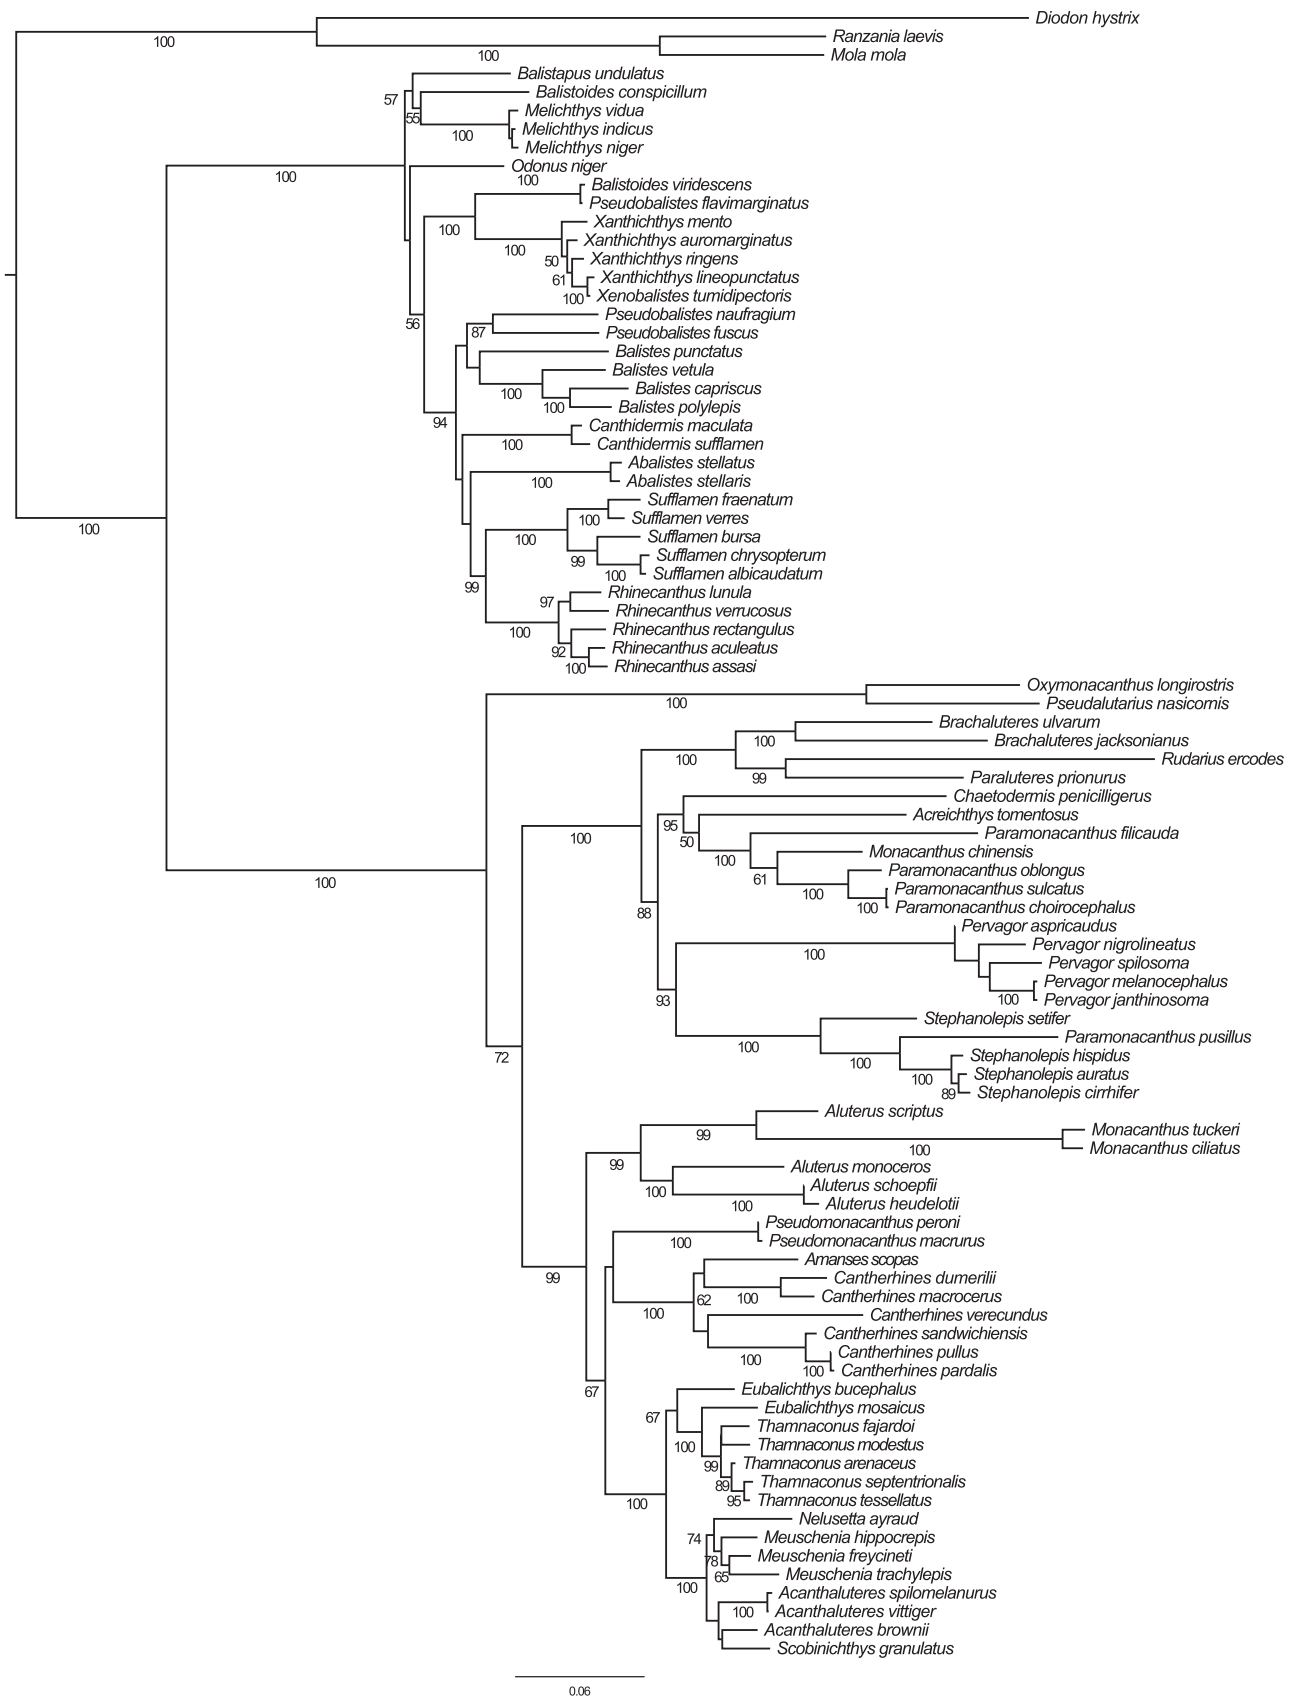 Diodon hystrix
Ranzania laevis
100
100
Mola mola
Balistapus undulatus
57
Balistoides conspicillum
Melichthys vidua
55
Melichthys indicus
100
Melichthys niger
Odonus niger
100
100
Balistoides viridescens
Pseudobalistes flavimarginatus
Xanthichthys mento
100
Xanthichthys auromarginatus
100
Xanthichthys ringens
50
Xanthichthys lineopunctatus
61
Xenobalistes tumidipectoris
100
Pseudobalistes naufragium
56
87
Pseudobalistes fuscus
Balistes punctatus
Balistes vetula
Balistes capriscus
100
Balistes polylepis
100
94
Canthidermis maculata
Canthidermis sufflamen
100
Abalistes stellatus
Abalistes stellaris
100
Sufflamen fraenatum
Sufflamen verres
100
100
100
Sufflamen bursa
Sufflamen chrysopterum
99
Sufflamen albicaudatum
100
99
Rhinecanthus lunula
97
Rhinecanthus verrucosus
Rhinecanthus rectangulus
100
Rhinecanthus aculeatus
92
Rhinecanthus assasi
100
Oxymonacanthus longirostris
100
Pseudalutarius nasicornis
Brachaluteres ulvarum
Brachaluteres jacksonianus
100
Rudarius ercodes
100
Paraluteres prionurus
99
Chaetodermis penicilligerus
Acreichthys tomentosus
95
Paramonacanthus filicauda
100
50
Monacanthus chinensis
100
Paramonacanthus oblongus
100
61
Paramonacanthus sulcatus
100
Paramonacanthus choirocephalus
100
88
Pervagor aspricaudus
Pervagor nigrolineatus
100
Pervagor spilosoma
Pervagor melanocephalus
Pervagor janthinosoma
100
93
Stephanolepis setifer
Paramonacanthus pusillus
100
Stephanolepis hispidus
72
100
Stephanolepis auratus
100
Stephanolepis cirrhifer
89
Aluterus scriptus
Monacanthus tuckeri
99
Monacanthus ciliatus
100
Aluterus monoceros
99
Aluterus schoepfii
100
Aluterus heudelotii
100
Pseudomonacanthus peroni
Pseudomonacanthus macrurus
100
Amanses scopas
Cantherhines dumerilii
99
Cantherhines macrocerus
100
62
Cantherhines verecundus
100
Cantherhines sandwichiensis
Cantherhines pullus
100
Cantherhines pardalis
100
Eubalichthys bucephalus
67
Eubalichthys mosaicus
67
Thamnaconus fajardoi
Thamnaconus modestus
100
Thamnaconus arenaceus
99
Thamnaconus septentrionalis
89
Thamnaconus tessellatus
95
100
Nelusetta ayraud
Meuschenia hippocrepis
74
Meuschenia freycineti
78
Meuschenia trachylepis
65
100
Acanthaluteres spilomelanurus
Acanthaluteres vittiger
100
Acanthaluteres brownii
Scobinichthys granulatus
0.06